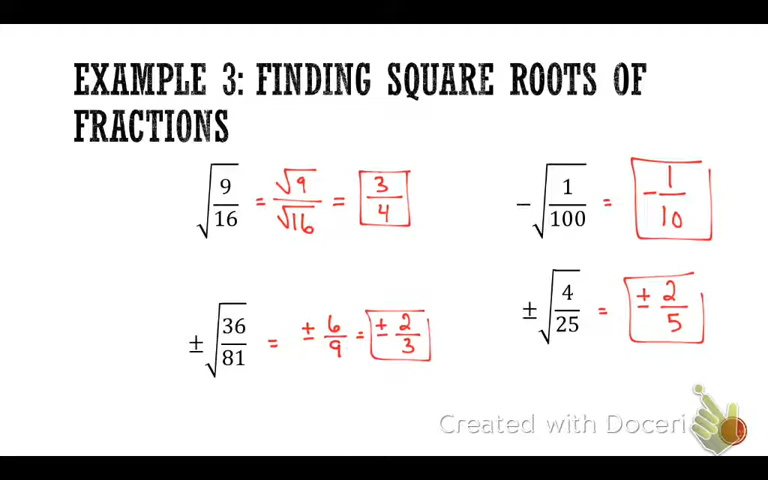 EXAMPLE 3: FINDING SQUARE ROOTS OF
FRACTIONS
√(9/16) = √9/√16 = 3/4
-√(1/100) = -1/10
±√(36/81) = ±6/9 = ±2/3
±√(4/25) = ±2/5
Created with Doceri